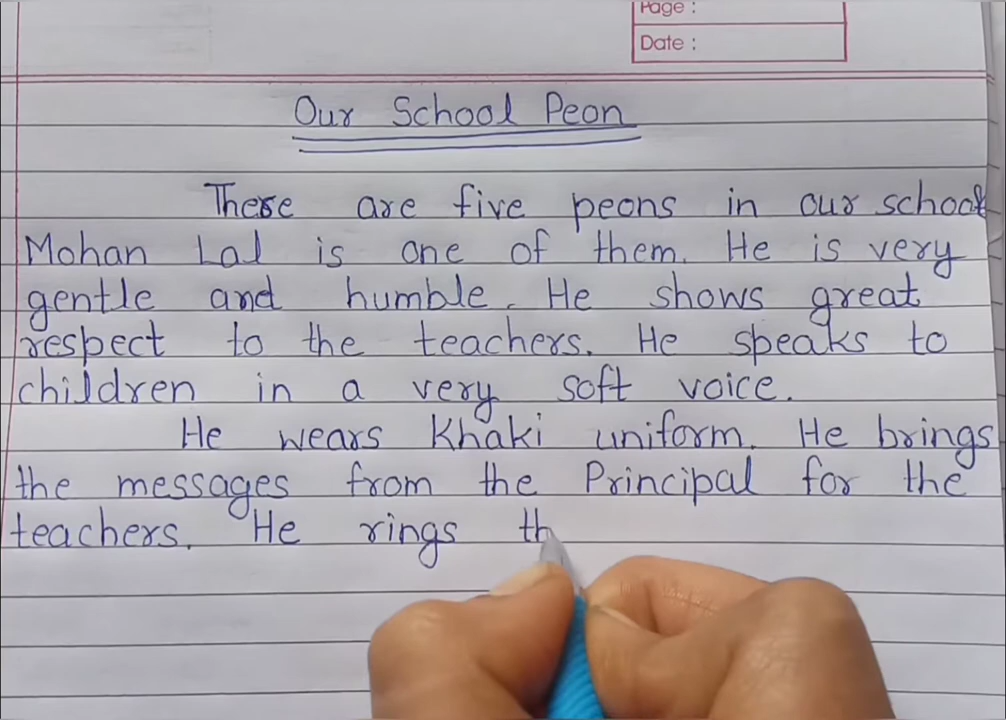 Page :
Date :
Our School Peon
There are five peons in our school
Mohan Lal is one of them. He is very
gentle and humble. He shows great
respect to the teachers. He speaks to
children in a very soft voice.
He wears Khaki uniform. He brings
the messages from the Principal for the
teachers. He rings th